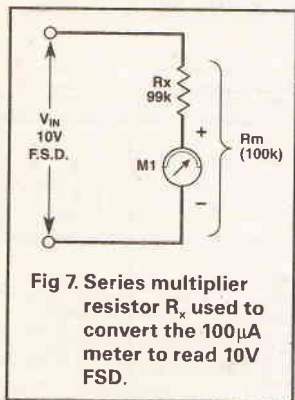 Rx
99k
VIN
10V
F.S.D.
+
M1
Rm
(100k)
−
Fig 7. Series multiplier
resistor Rx used to
convert the 100µA
meter to read 10V
FSD.